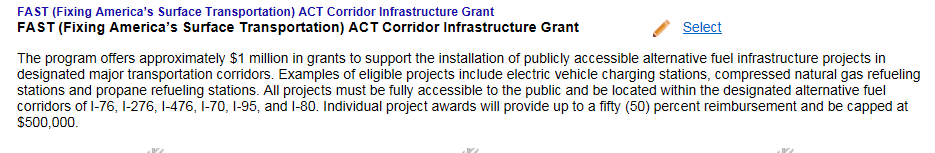 FAST (Fixing America's Surface Transportation) ACT Corridor Infrastructure Grant
FAST (Fixing America's Surface Transportation) ACT Corridor Infrastructure Grant Select
The program offers approximately $1 million in grants to support the installation of publicly accessible alternative fuel infrastructure projects in
designated major transportation corridors. Examples of eligible projects include electric vehicle charging stations, compressed natural gas refueling
stations and propane refueling stations. All projects must be fully accessible to the public and be located within the designated alternative fuel
corridors of I-76, I-276, I-476, I-70, I-95, and I-80. Individual project awards will provide up to a fifty (50) percent reimbursement and be capped at
$500,000.